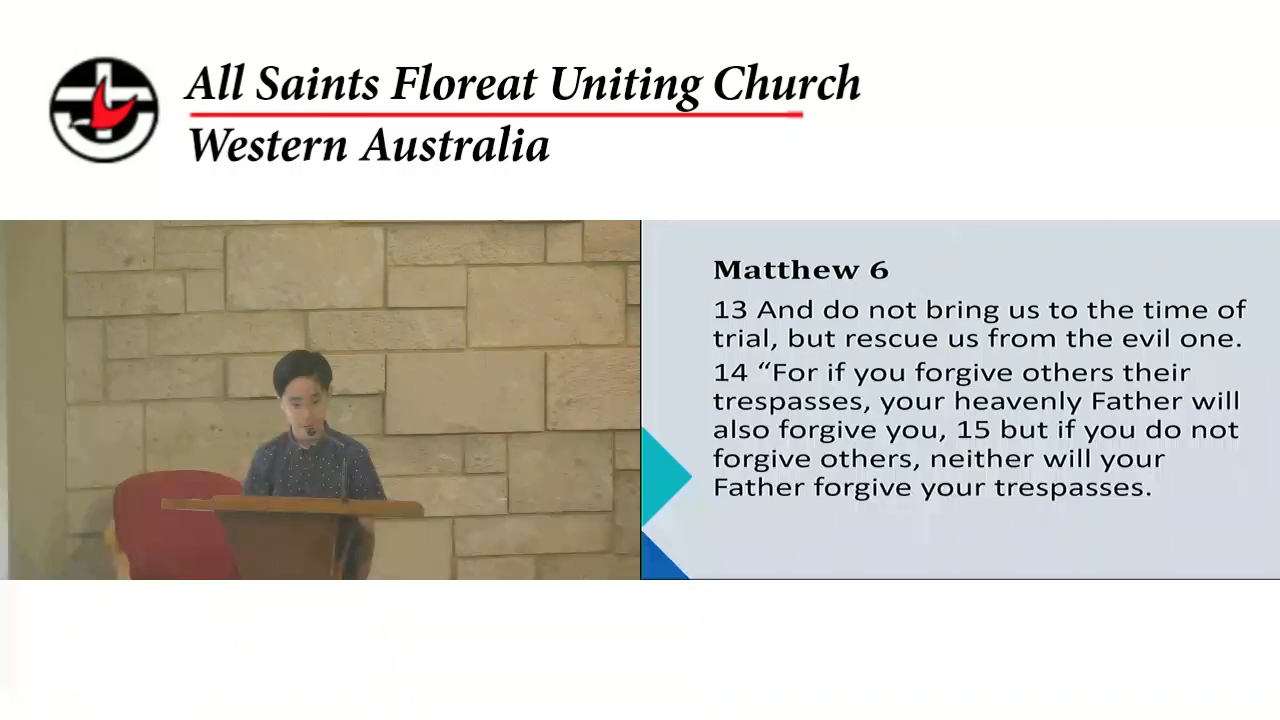 All Saints Floreat Uniting Church
Western Australia
Matthew 6
13 And do not bring us to the time of
trial, but rescue us from the evil one.
14 “For if you forgive others their
trespasses, your heavenly Father will
also forgive you, 15 but if you do not
forgive others, neither will your
Father forgive your trespasses.